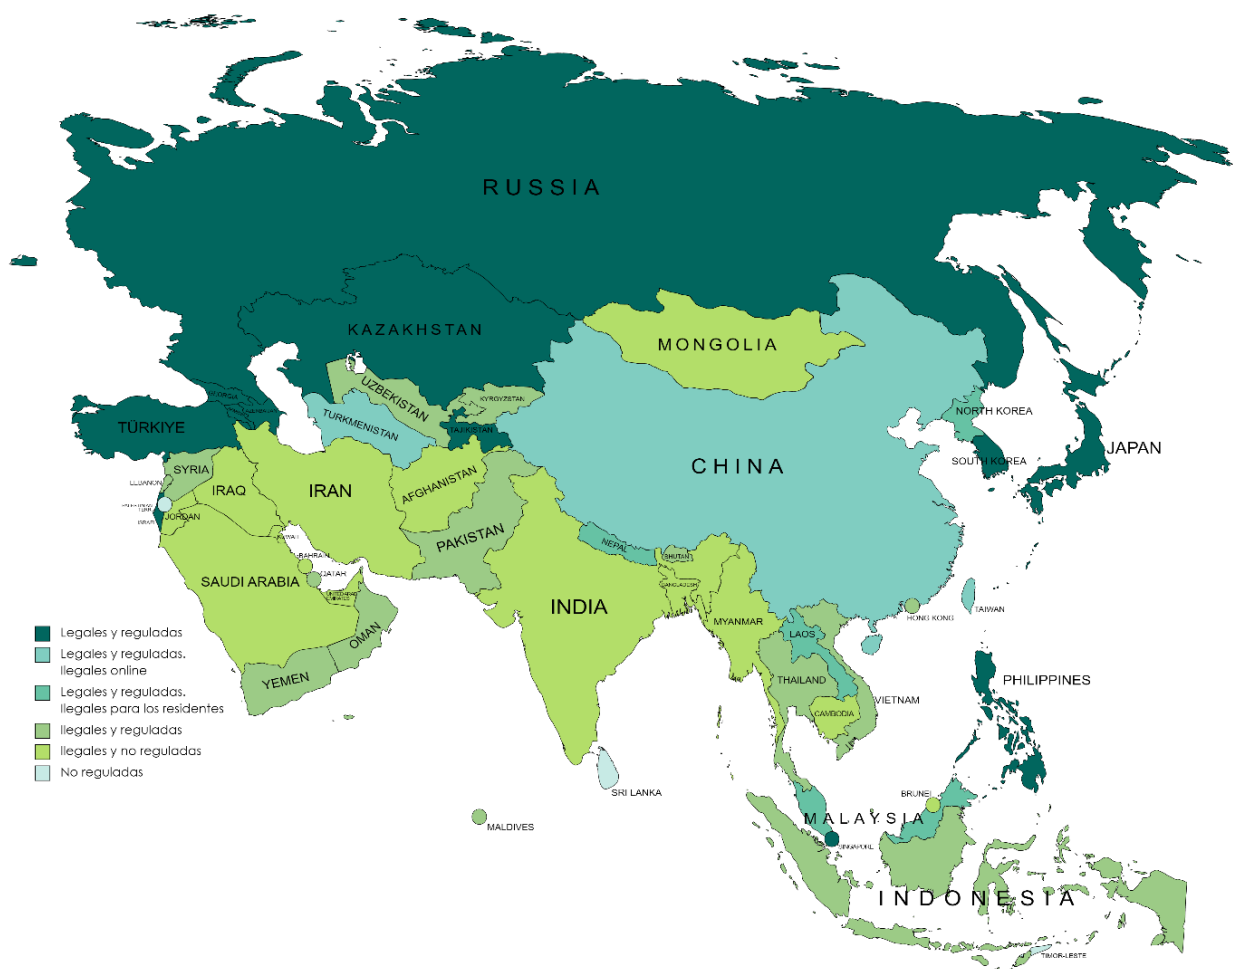 RUSSIA
KAZAKHSTAN
MONGOLIA
UZBEKISTAN
KYRGYZSTAN
GEORGIA
TURKMENISTAN
TAJIKISTAN
NORTH KOREA
TÜRKIYE
SOUTH KOREA
JAPAN
CHINA
SYRIA
LEBANON
IRAQ
IRAN
AFGHANISTAN
ISRAEL
JORDAN
PAKISTAN
KUWAIT
NEPAL
BHUTAN
BAHRAIN
QATAR
SAUDI ARABIA
UNITED ARAB
EMIRATES
BANGLADESH
INDIA
MYANMAR
HONG KONG
TAIWAN
OMAN
LAOS
YEMEN
THAILAND
PHILIPPINES
VIETNAM
CAMBODIA
Legales y reguladas
Legales y reguladas.
Ilegales online
Legales y reguladas.
Ilegales para los residentes
Ilegales y reguladas
Ilegales y no reguladas
No reguladas
SRI LANKA
BRUNEI
MALDIVES
MALAYSIA
SINGAPORE
INDONESIA
TIMOR-LESTE